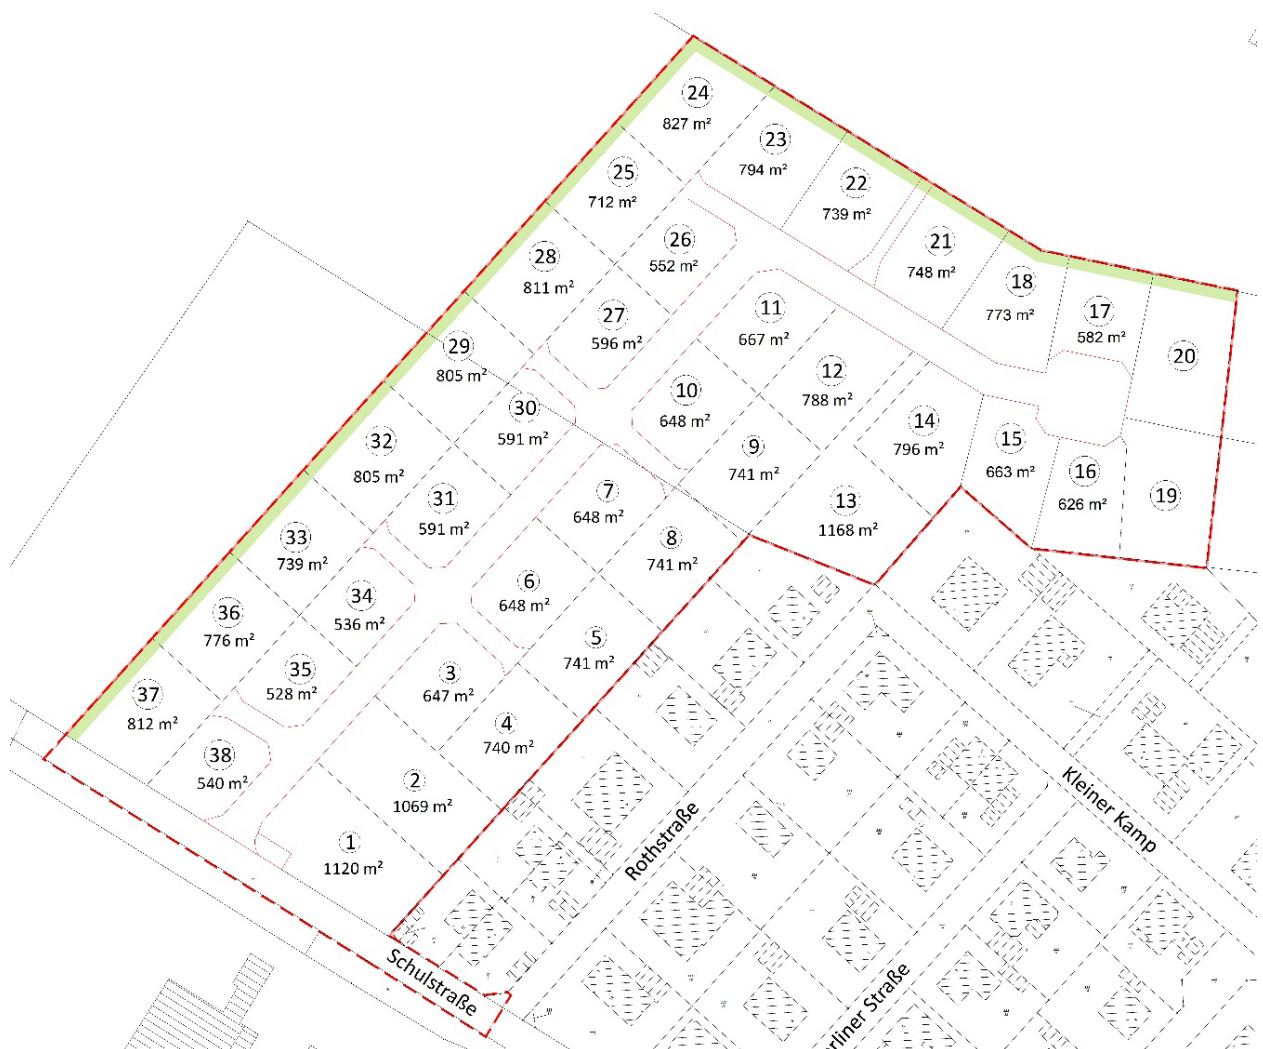 24
827 m²
23
794 m²
25
712 m²
22
739 m²
26
552 m²
21
748 m²
28
811 m²
18
773 m²
11
667 m²
17
582 m²
27
596 m²
29
805 m²
20
12
788 m²
10
648 m²
30
591 m²
14
796 m²
32
805 m²
15
663 m²
9
741 m²
16
626 m²
7
648 m²
31
591 m²
19
13
1168 m²
33
739 m²
8
741 m²
6
648 m²
34
536 m²
36
776 m²
5
741 m²
35
528 m²
3
647 m²
37
812 m²
4
740 m²
38
540 m²
2
1069 m²
1
1120 m²
Kleiner Kamp
Rothstraße
Schulstraße
rliner Straße